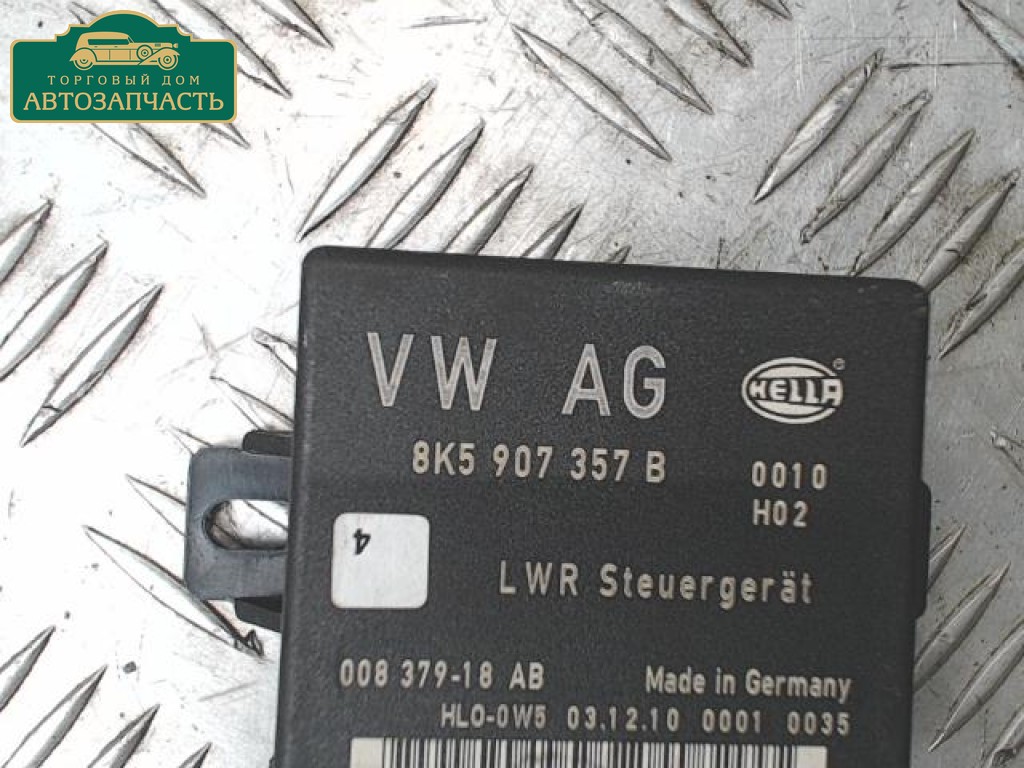 ТОРГОВЫЙ ДОМ
АВТОЗАПЧАСТЬ
VW AG
HELLA®
8K5 907 357 B
0010
H02
4
LWR Steuergerät
008 379-18 AB
Made in Germany
HLO-0W5 03.12.10 0001 0035